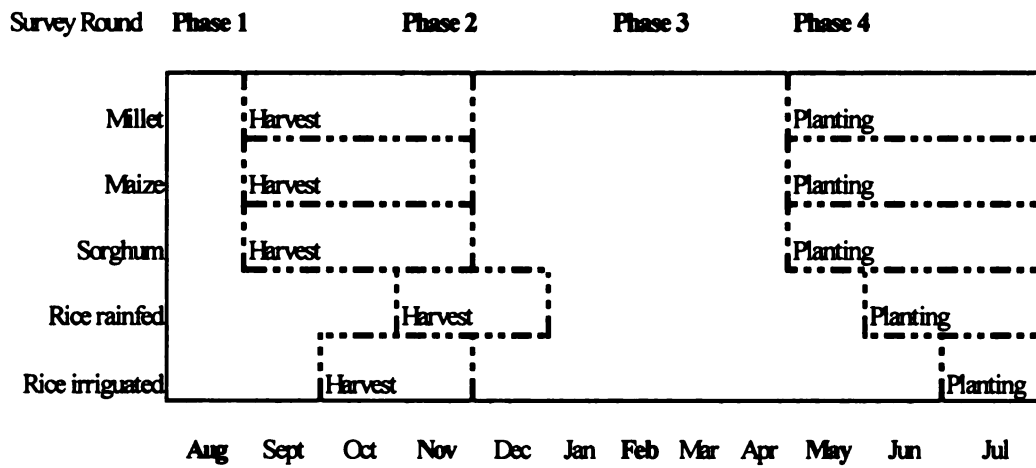 Survey Round Phase 1 Phase 2 Phase 3 Phase 4
Millet Harvest Planting
Maize Harvest Planting
Sorghum Harvest Planting
Rice rainfed Harvest Planting
Rice irriguated Harvest Planting
Aug Sept Oct Nov Dec Jan Feb Mar Apr May Jun Jul